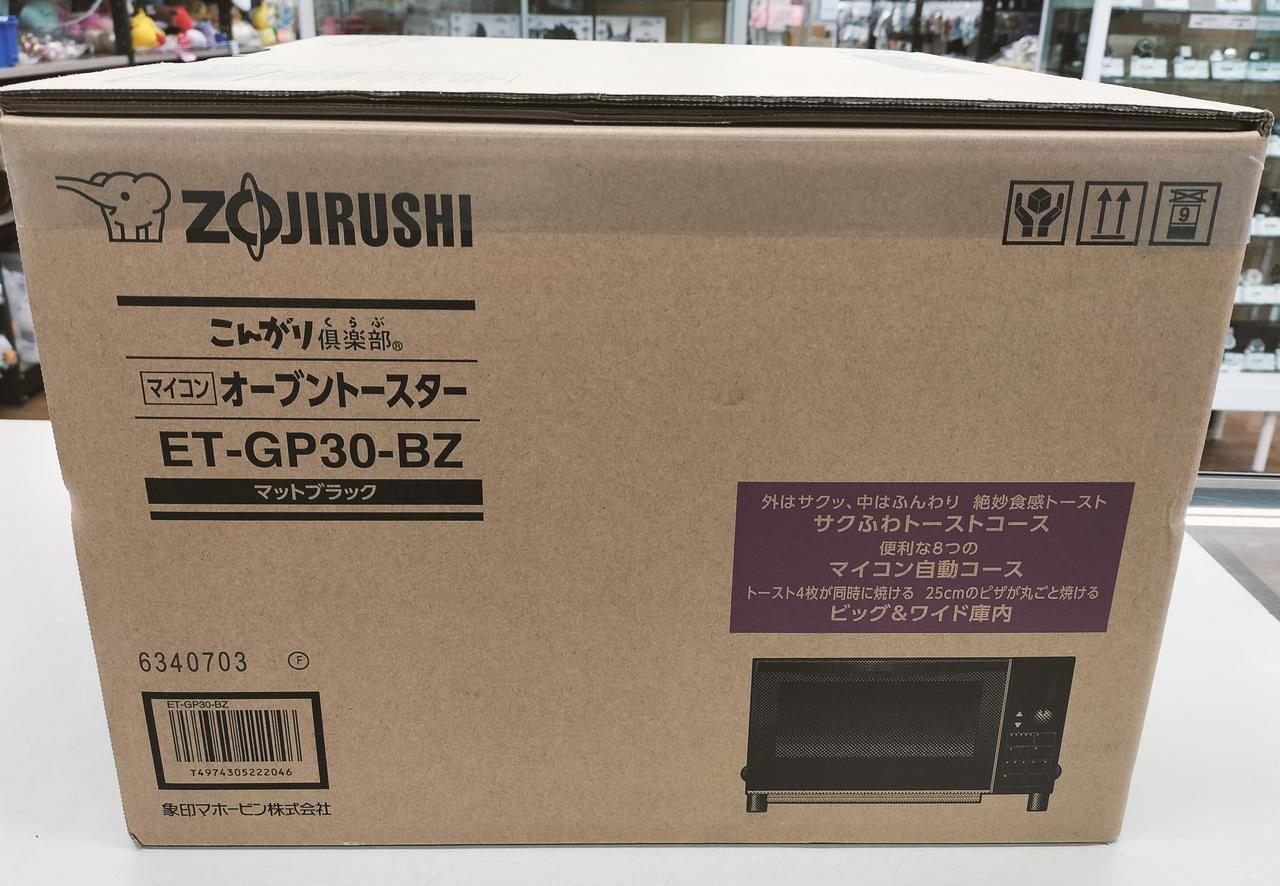 ZOJIRUSHI
9
くらぶ
こんがり倶楽部®
マイコン オーブントースター
ET-GP30-BZ
マットブラック
外はサクッ、中はふんわり 絶妙食感トースト
サクふわトーストコース
便利な8つの
マイコン自動コース
トースト4枚が同時に焼ける 25cmのピザが丸ごと焼ける
ビッグ&ワイド庫内
6340703 Ⓕ
ET-GP30-BZ
T4974305222046
象印マホービン株式会社